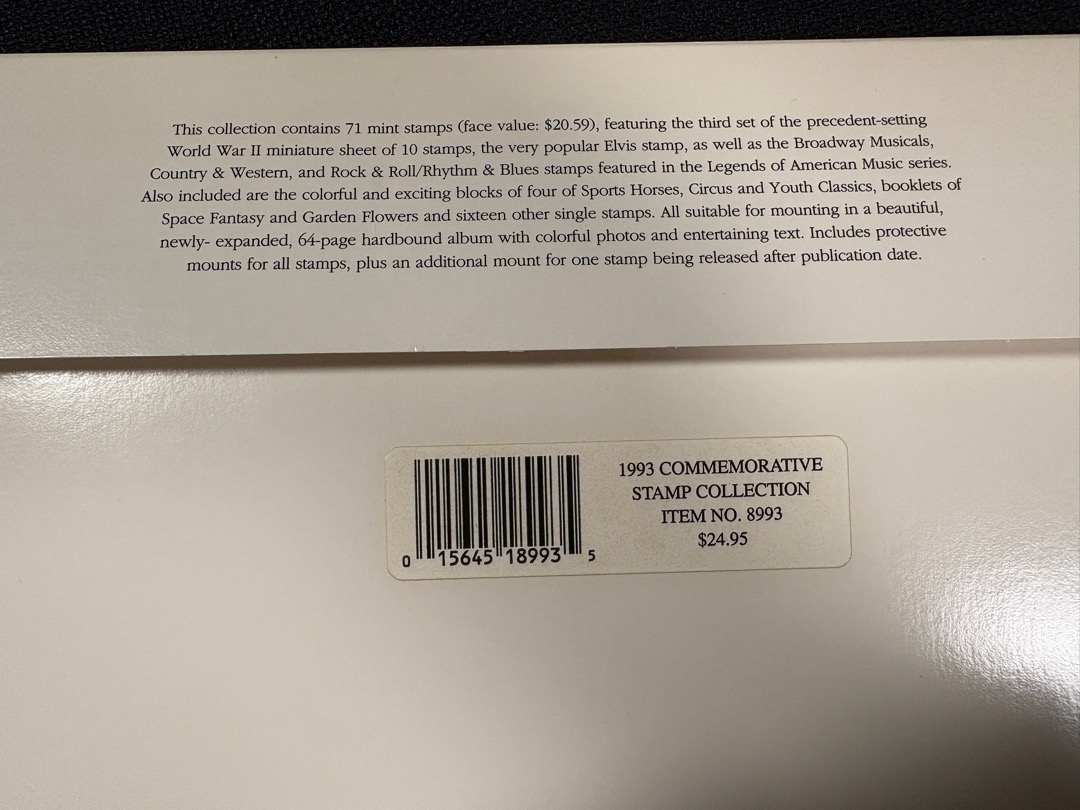 This collection contains 71 mint stamps (face value: $20.59), featuring the third set of the precedent-setting
World War II miniature sheet of 10 stamps, the very popular Elvis stamp, as well as the Broadway Musicals,
Country & Western, and Rock & Roll/Rhythm & Blues stamps featured in the Legends of American Music series.
Also included are the colorful and exciting blocks of four of Sports Horses, Circus and Youth Classics, booklets of
Space Fantasy and Garden Flowers and sixteen other single stamps. All suitable for mounting in a beautiful,
newly- expanded, 64-page hardbound album with colorful photos and entertaining text. Includes protective
mounts for all stamps, plus an additional mount for one stamp being released after publication date.
1993 COMMEMORATIVE
STAMP COLLECTION
ITEM NO. 8993
$24.95
0 15645 18993 5